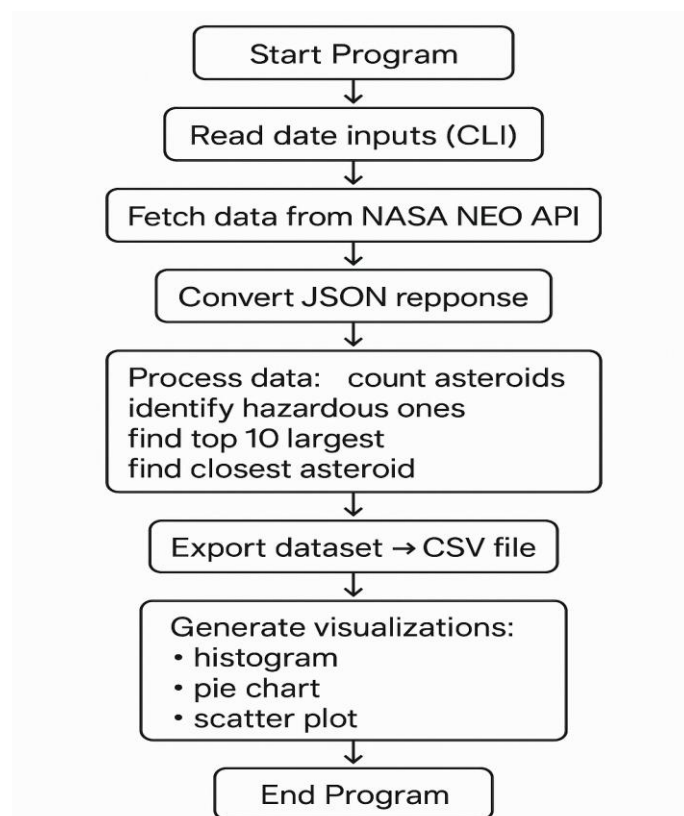 Start Program
Read date inputs (CLI)
Fetch data from NASA NEO API
Convert JSON repponse
Process data: count asteroids
identify hazardous ones
find top 10 largest
find closest asteroid
Export dataset → CSV file
Generate visualizations:
• histogram
• pie chart
• scatter plot
End Program